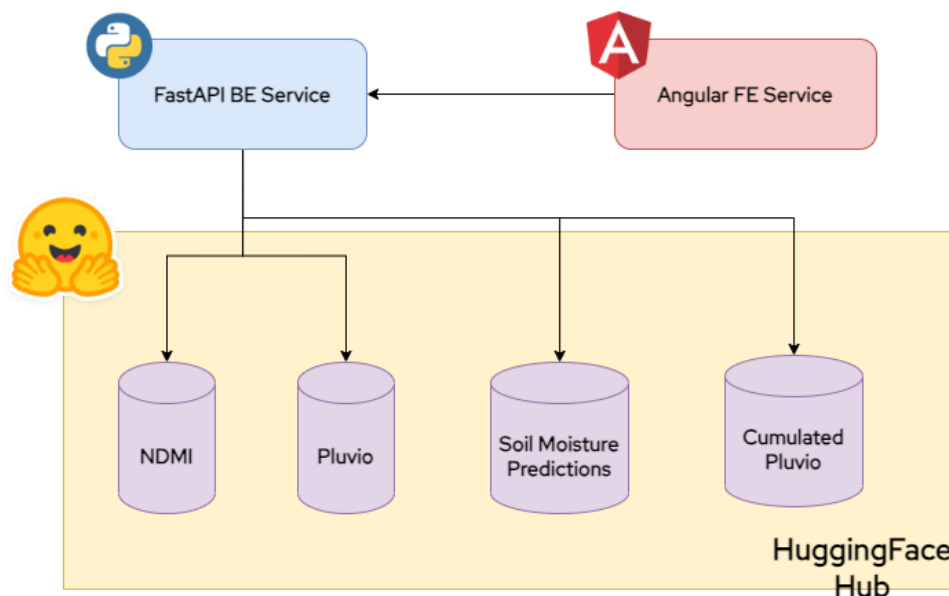 FastAPI BE Service
Angular FE Service
NDMI
Pluvio
Soil Moisture
Predictions
Cumulated
Pluvio
HuggingFace
Hub